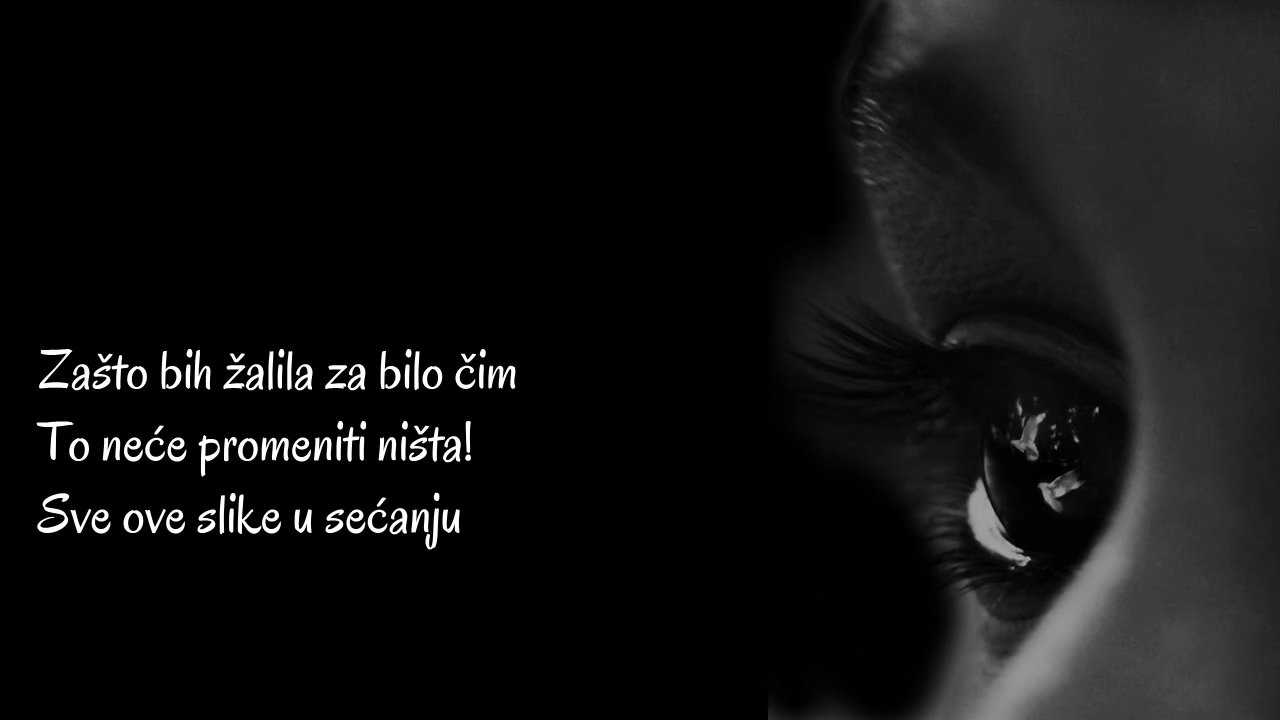 Zašto bih žalila za bilo čim
To neće promeniti ništa!
Sve ove slike u sećanju